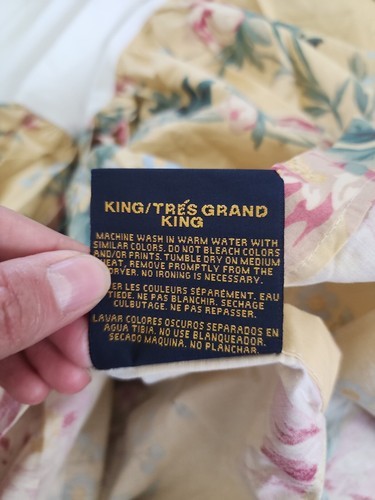 KING/TRÉS GRAND
KING
MACHINE WASH IN WARM WATER WITH
SIMILAR COLORS. DO NOT BLEACH COLORS
AND/OR PRINTS. TUMBLE DRY ON MEDIUM
HEAT, REMOVE PROMPTLY FROM THE
DRYER. NO IRONING IS NECESSARY.
LES COULEURS SÉPARÉMENT. EAU
TIEDE. NE PAS BLANCHIR. SECHAGE
CULBUTAGE. NE PAS REPASSER.
LAVAR COLORES OSCUROS SEPARADOS EN
AGUA TIBIA. NO USE BLANQUEADOR.
SECADO MAQUINA. NO PLANCHAR.